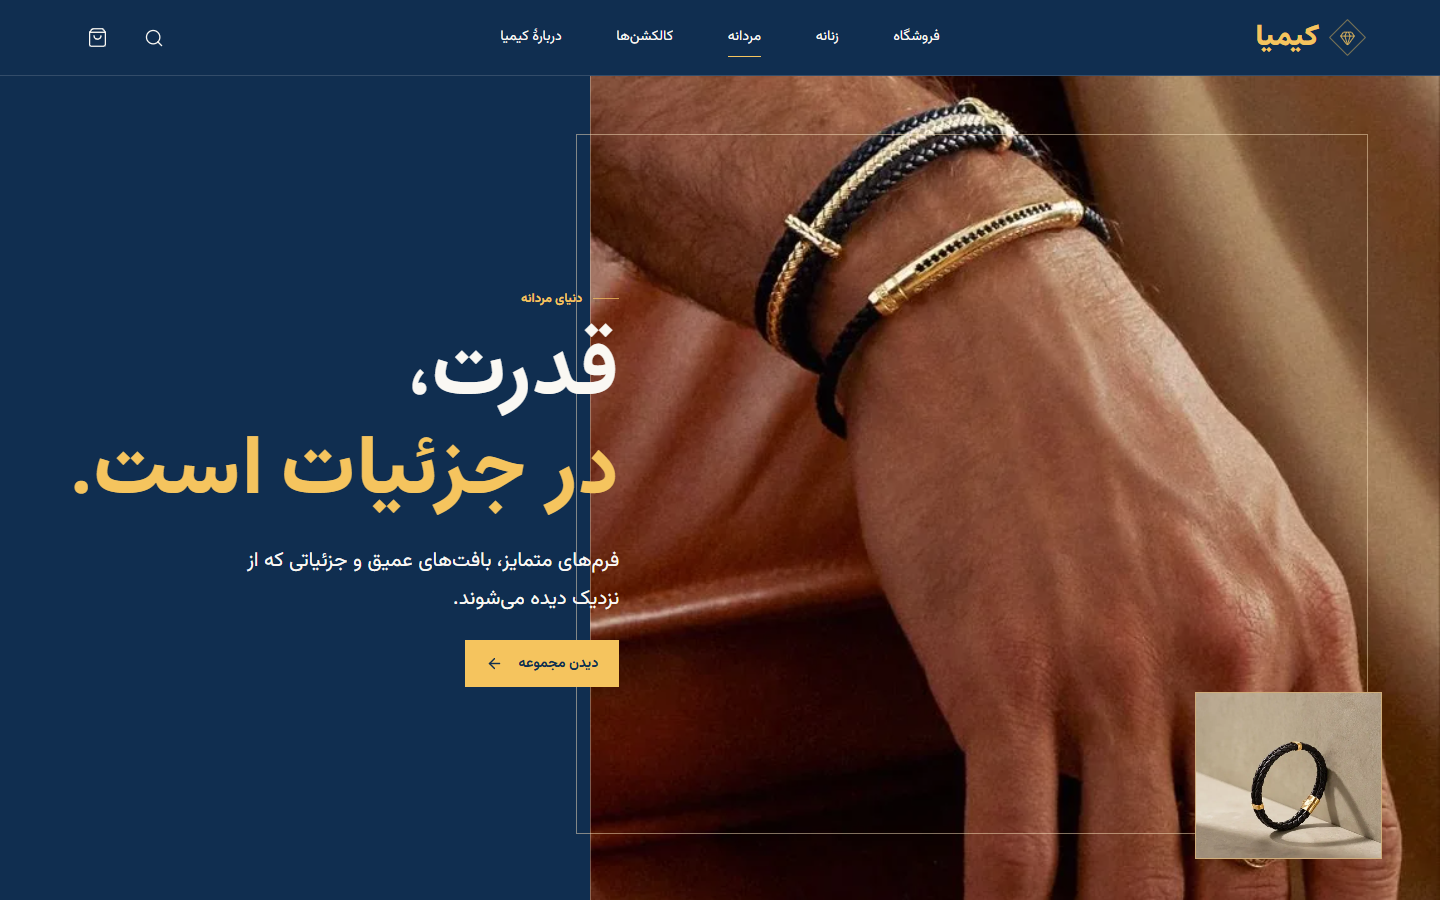 کیمیا
فروشگاه
زنانه
مردانه
کالکشن‌ها
دربارهٔ کیمیا
دنیای مردانه
قدرت،
در جزئیات است.
فرم‌های متمایز، بافت‌های عمیق و جزئیاتی که از
نزدیک دیده می‌شوند.
دیدن مجموعه